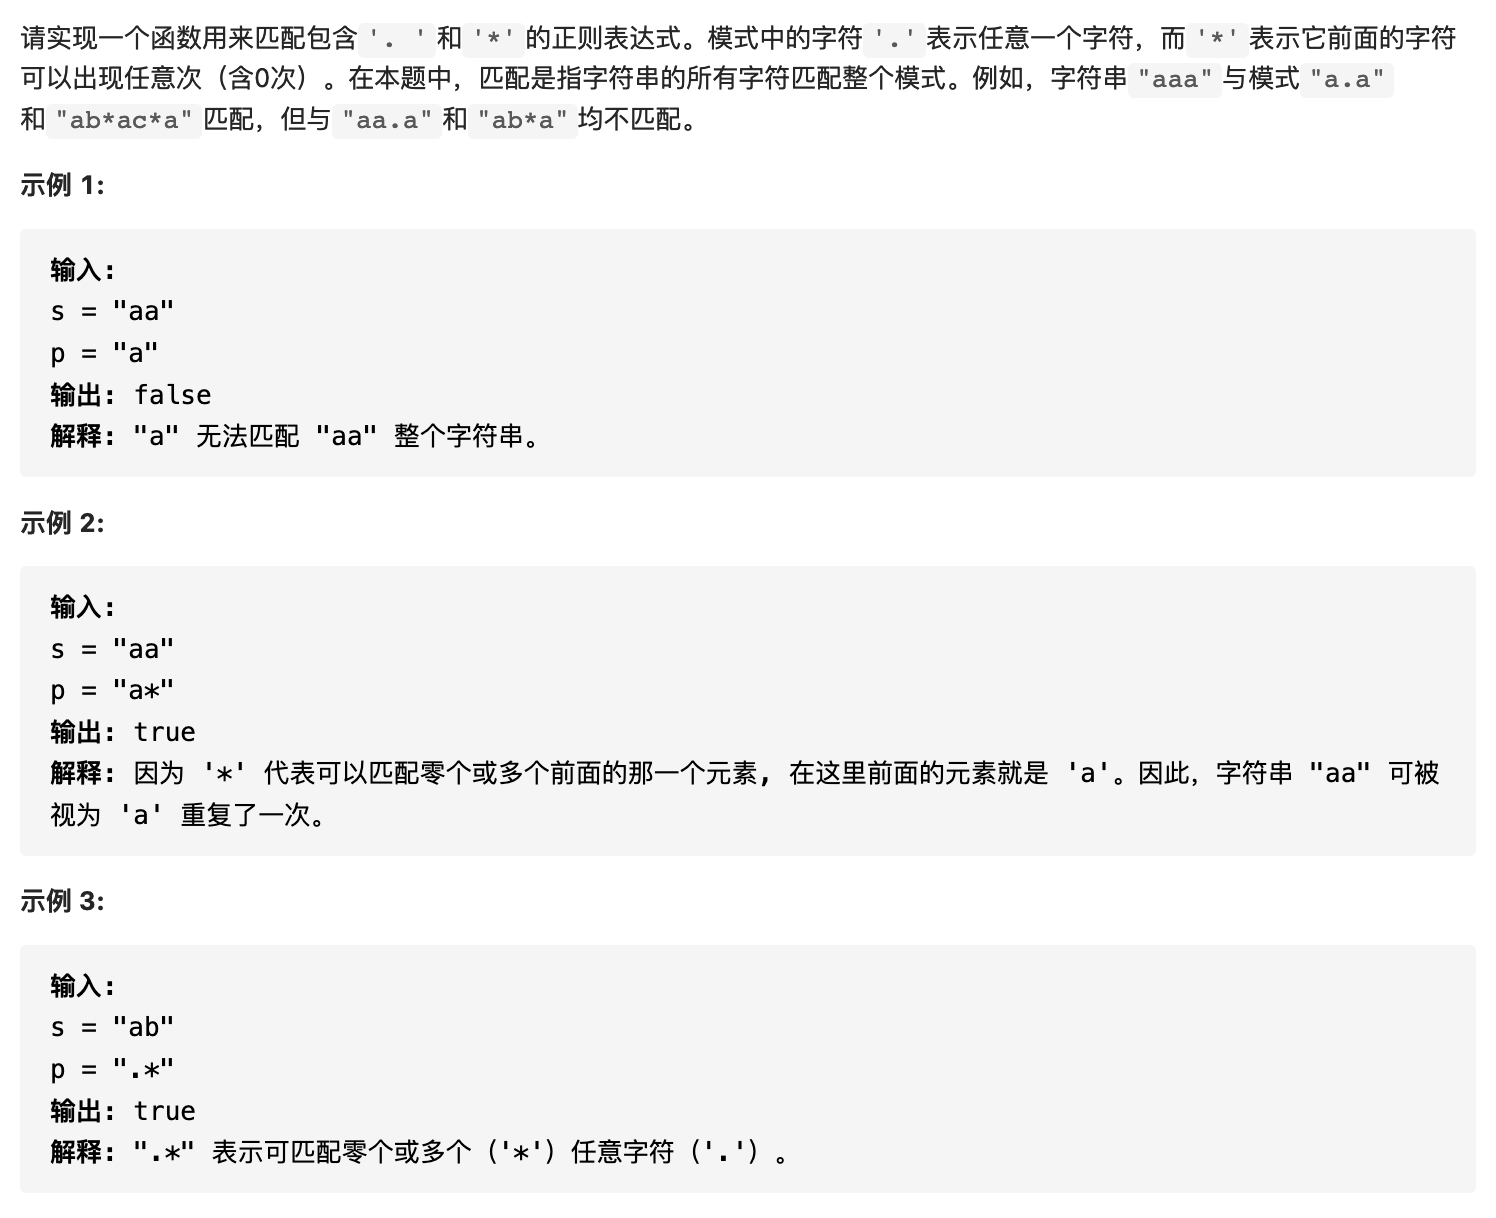 请实现一个函数用来匹配包含'. '和'*'的正则表达式。模式中的字符'.'表示任意一个字符，而'*'表示它前面的字符
可以出现任意次（含0次）。在本题中，匹配是指字符串的所有字符匹配整个模式。例如，字符串"aaa"与模式"a.a"
和"ab*ac*a"匹配，但与"aa.a"和"ab*a"均不匹配。
示例 1:
输入:
s = "aa"
p = "a"
输出: false
解释: "a" 无法匹配 "aa" 整个字符串。
示例 2:
输入:
s = "aa"
p = "a*"
输出: true
解释: 因为 '*' 代表可以匹配零个或多个前面的那一个元素, 在这里前面的元素就是 'a'。因此，字符串 "aa" 可被
视为 'a' 重复了一次。
示例 3:
输入:
s = "ab"
p = ".*"
输出: true
解释: ".*" 表示可匹配零个或多个（'*'）任意字符（'.'）。